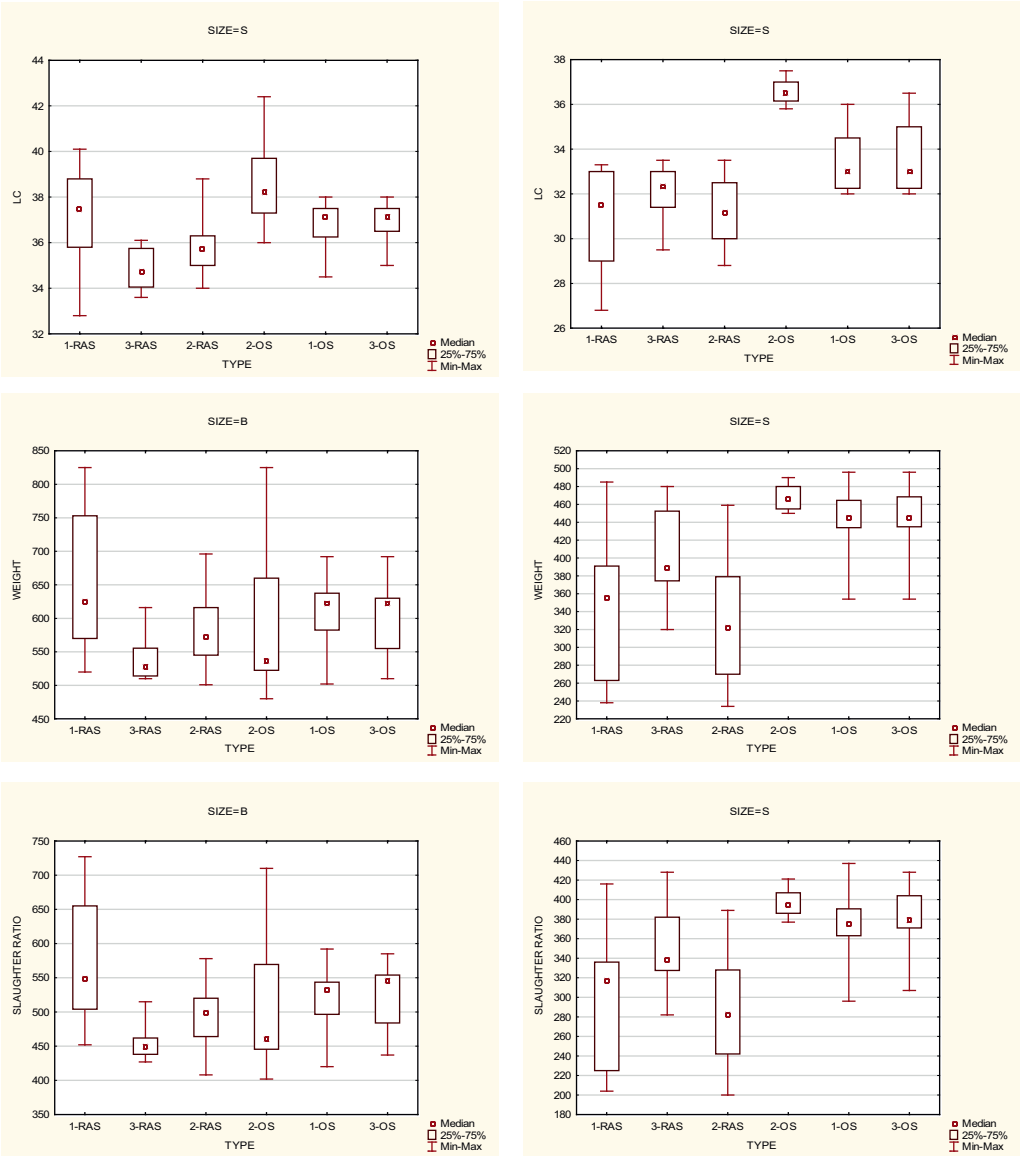 SIZE=S
44
42
40
38
36
34
32
LC
1-RAS 3-RAS 2-RAS 2-OS 1-OS 3-OS
TYPE
Median
25%-75%
Min-Max
SIZE=S
38
36
34
32
30
28
26
LC
1-RAS 3-RAS 2-RAS 2-OS 1-OS 3-OS
TYPE
Median
25%-75%
Min-Max
SIZE=B
850
800
750
700
650
600
550
500
450
WEIGHT
1-RAS 3-RAS 2-RAS 2-OS 1-OS 3-OS
TYPE
Median
25%-75%
Min-Max
SIZE=S
520
500
480
460
440
420
400
380
360
340
320
300
280
260
240
220
WEIGHT
1-RAS 3-RAS 2-RAS 2-OS 1-OS 3-OS
TYPE
Median
25%-75%
Min-Max
SIZE=B
750
700
650
600
550
500
450
400
350
SLAUGHTER RATIO
1-RAS 3-RAS 2-RAS 2-OS 1-OS 3-OS
TYPE
Median
25%-75%
Min-Max
SIZE=S
460
440
420
400
380
360
340
320
300
280
260
240
220
200
180
SLAUGHTER RATIO
1-RAS 3-RAS 2-RAS 2-OS 1-OS 3-OS
TYPE
Median
25%-75%
Min-Max